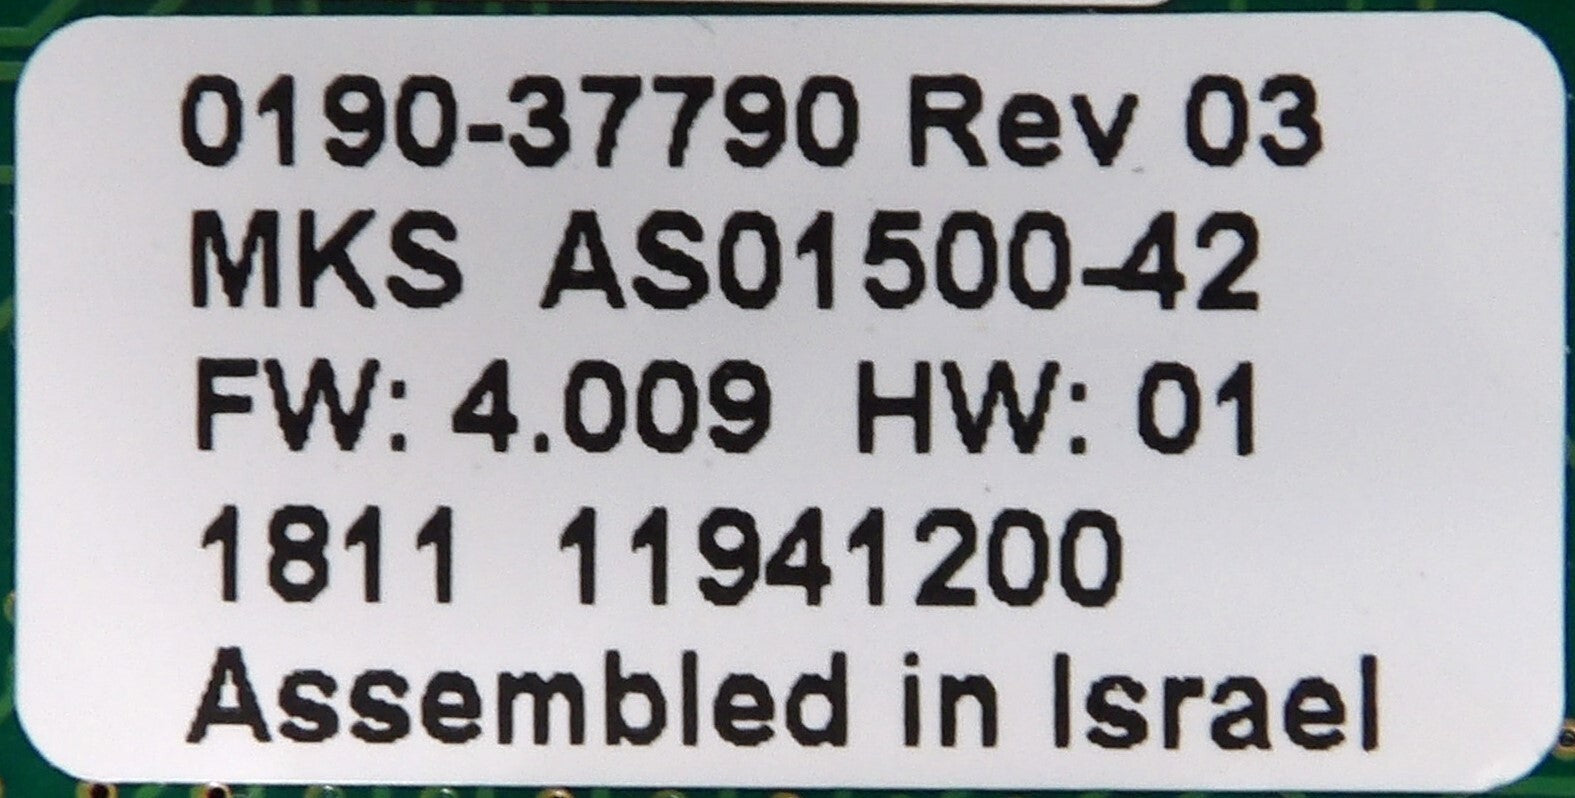 0190-37790 Rev 03
MKS AS01500-42
FW: 4.009 HW: 01
1811 11941200
Assembled in Israel